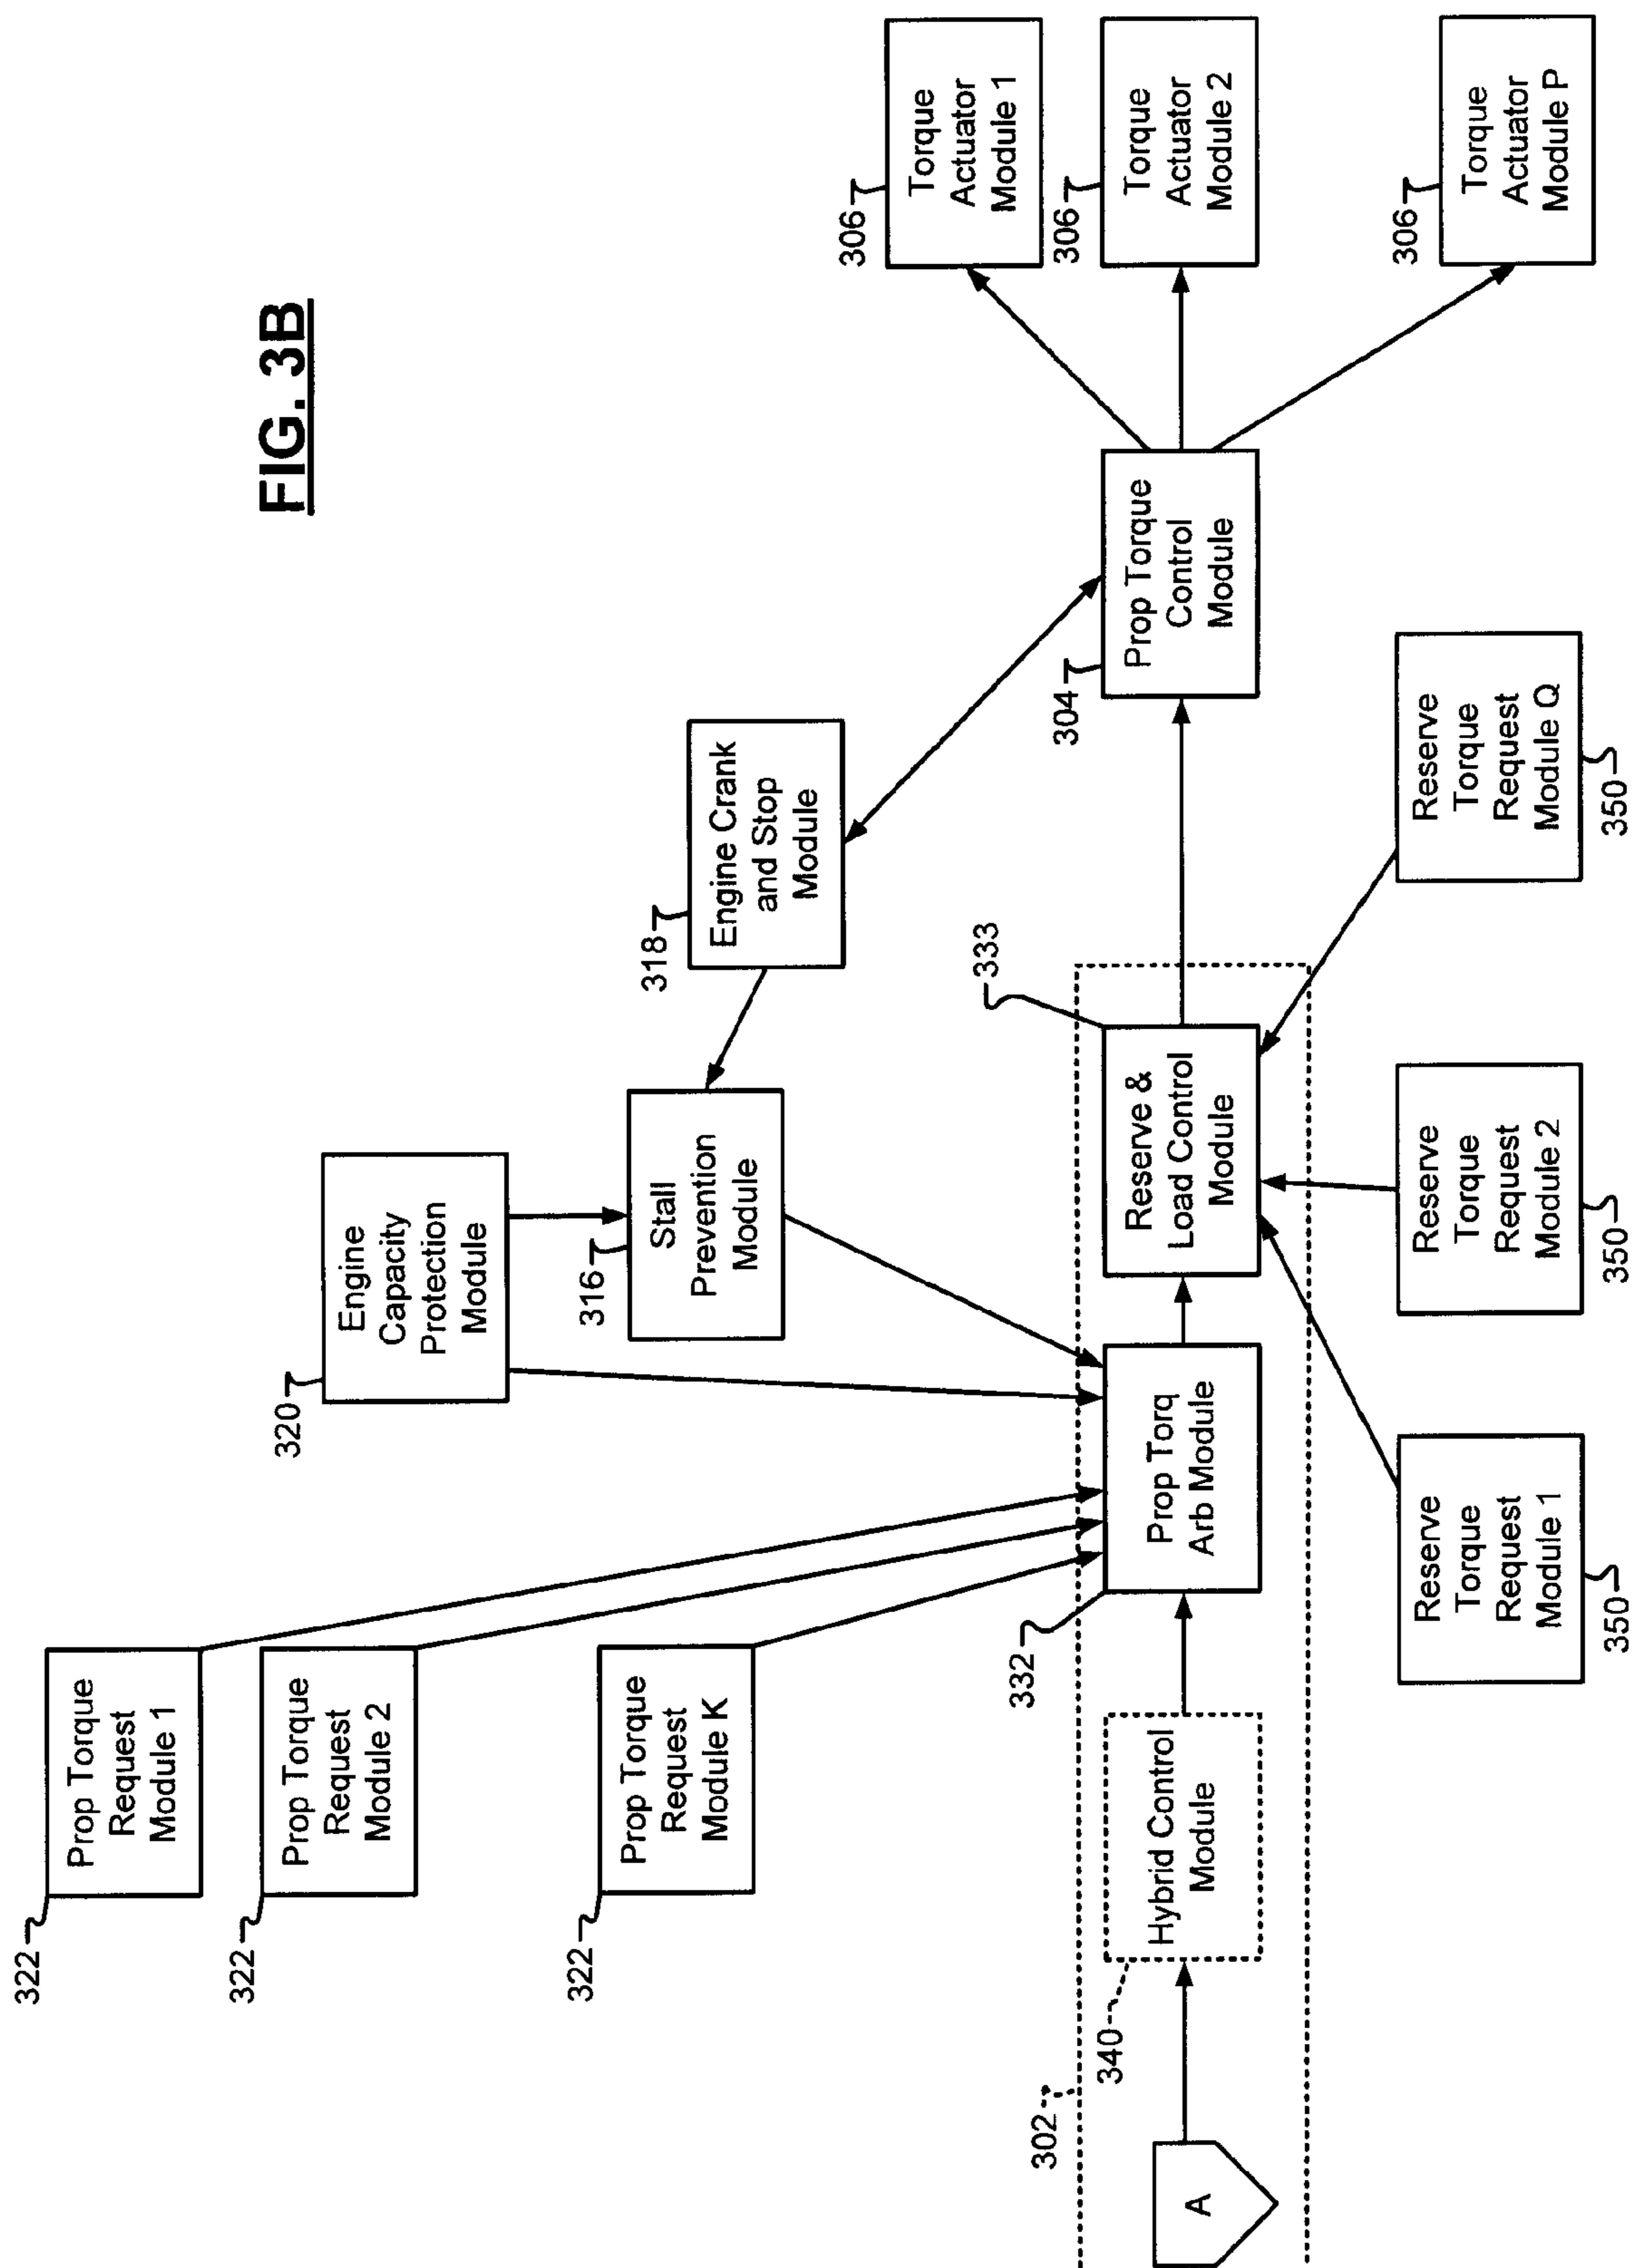 FIG. 3B
322
Prop Torque
Request
Module 1
322
Prop Torque
Request
Module 2
322
Prop Torque
Request
Module K
320
Engine
Capacity
Protection
Module
316
Stall
Prevention
Module
318
Engine Crank
and Stop
Module
306
Torque
Actuator
Module 1
306
Torque
Actuator
Module 2
306
Torque
Actuator
Module P
302
A
340
Hybrid Control
Module
332
Prop Torq
Arb Module
333
Reserve &
Load Control
Module
304
Prop Torque
Control
Module
Reserve
Torque
Request
Module 1
350
Reserve
Torque
Request
Module 2
350
Reserve
Torque
Request
Module Q
350